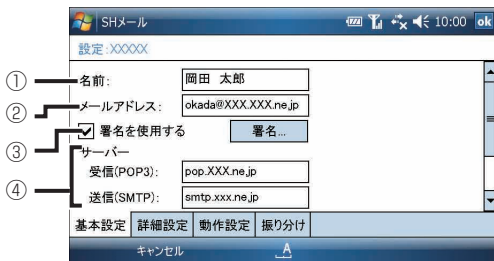 SHメール 10:00 ok
設定:XXXXX
① 名前: 岡田 太郎
② メールアドレス: okada@XXX.XXX.ne.jp
③ 署名を使用する 署名...
④ サーバー
受信(POP3): pop.XXX.ne.jp
送信(SMTP): smtp.xxx.ne.jp
基本設定 詳細設定 動作設定 振り分け
キャンセル A